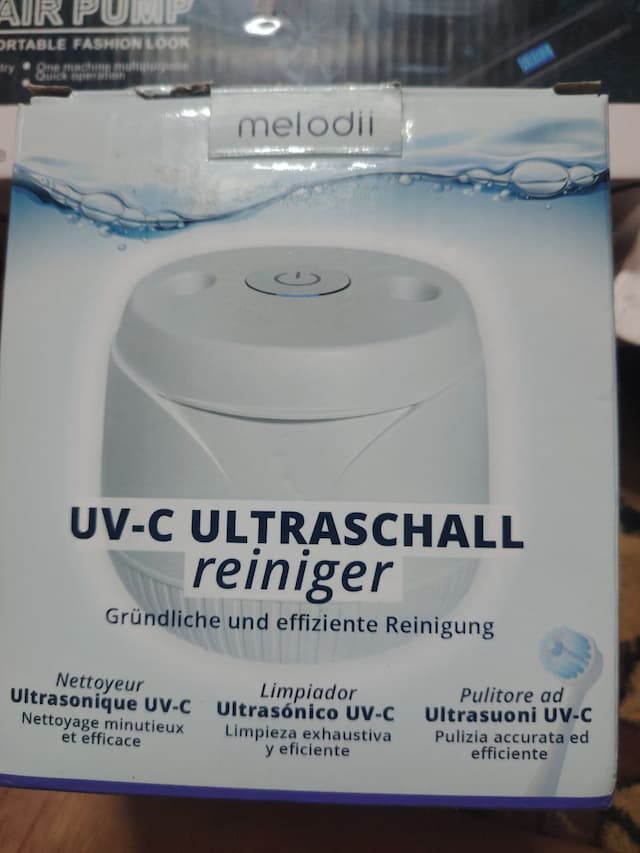 AIR PUMP
ORTABLE FASHION LOOK
ry • One machine multipurpose
Quick operation
melodii
UV-C ULTRASCHALL
reiniger
Gründliche und effiziente Reinigung
Nettoyeur
Ultrasonique UV-C
Nettoyage minutieux
et efficace
Limpiador
Ultrasónico UV-C
Limpieza exhaustiva
y eficiente
Pulitore ad
Ultrasuoni UV-C
Pulizia accurata ed
efficiente